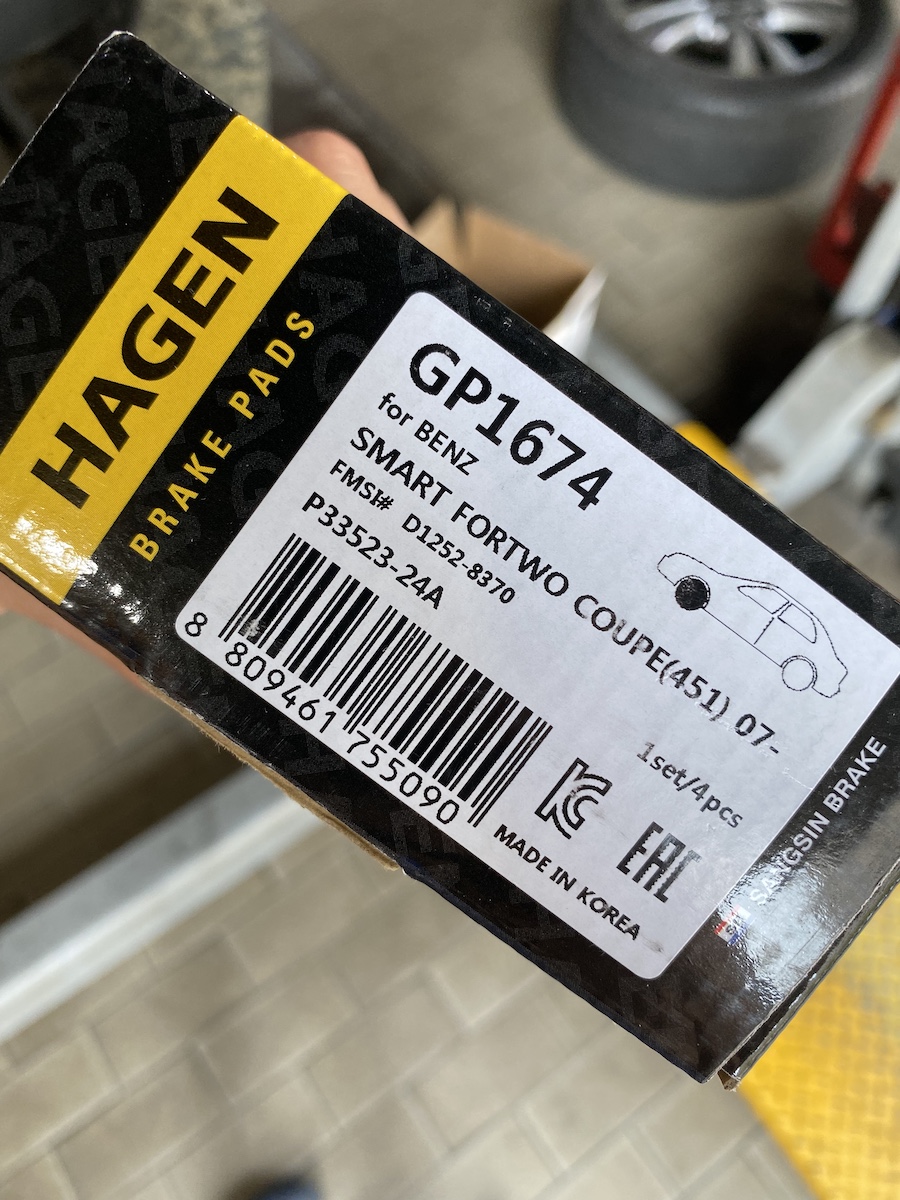 HAGEN
BRAKE PADS
GP1674
for BENZ
SMART FORTWO COUPE(451) 07-
FMSI# D1252-8370
P33523-24A
8 809461 755090
1set/4pcs
MADE IN KOREA
EAC
SANGSIN BRAKE